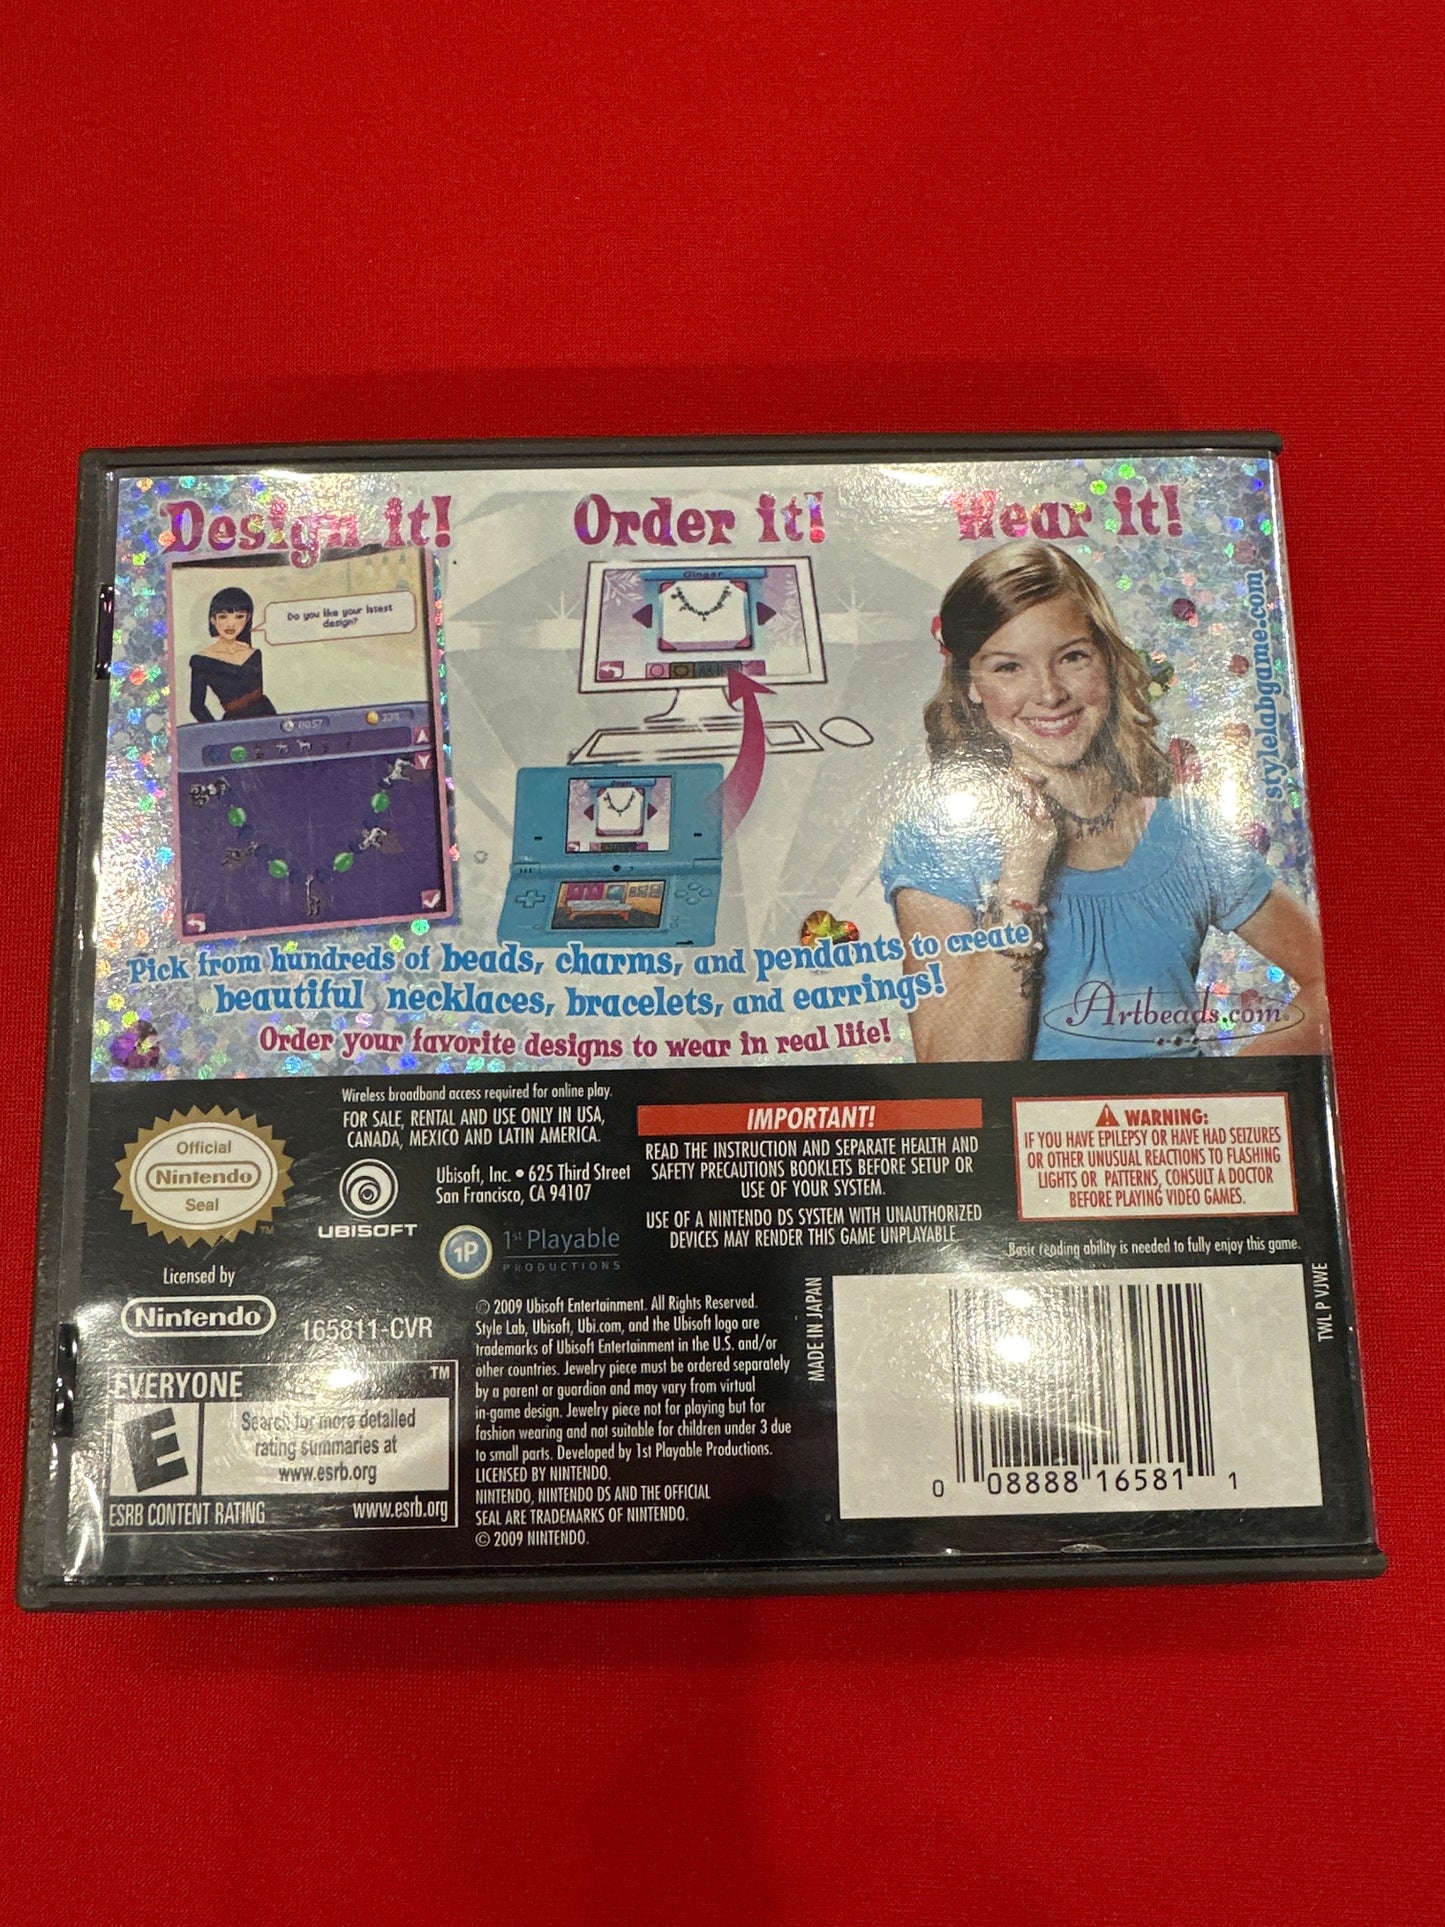 Design it!
Order it!
Wear it!
Do you like your latest
design?
00:57
Ginger
stylelabgame.com
Pick from hundreds of beads, charms, and pendants to create
beautiful necklaces, bracelets, and earrings!
Order your favorite designs to wear in real life!
Artbeads.com
Official
Nintendo
Seal
TM
Licensed by
Nintendo®
Wireless broadband access required for online play.
FOR SALE, RENTAL AND USE ONLY IN USA,
CANADA, MEXICO AND LATIN AMERICA.
UBISOFT
Ubisoft, Inc. • 625 Third Street
San Francisco, CA 94107
1P
1st Playable
PRODUCTIONS
165811-CVR
EVERYONE
TM
E
Search for more detailed
rating summaries at
www.esrb.org
ESRB CONTENT RATING
www.esrb.org
© 2009 Ubisoft Entertainment. All Rights Reserved.
Style Lab, Ubisoft, Ubi.com, and the Ubisoft logo are
trademarks of Ubisoft Entertainment in the U.S. and/or
other countries. Jewelry piece must be ordered separately
by a parent or guardian and may vary from virtual
in-game design. Jewelry piece not for playing but for
fashion wearing and not suitable for children under 3 due
to small parts. Developed by 1st Playable Productions.
LICENSED BY NINTENDO.
NINTENDO, NINTENDO DS AND THE OFFICIAL
SEAL ARE TRADEMARKS OF NINTENDO.
© 2009 NINTENDO.
IMPORTANT!
READ THE INSTRUCTION AND SEPARATE HEALTH AND
SAFETY PRECAUTIONS BOOKLETS BEFORE SETUP OR
USE OF YOUR SYSTEM.
USE OF A NINTENDO DS SYSTEM WITH UNAUTHORIZED
DEVICES MAY RENDER THIS GAME UNPLAYABLE
WARNING:
IF YOU HAVE EPILEPSY OR HAVE HAD SEIZURES
OR OTHER UNUSUAL REACTIONS TO FLASHING
LIGHTS OR PATTERNS, CONSULT A DOCTOR
BEFORE PLAYING VIDEO GAMES.
Basic reading ability is needed to fully enjoy this game.
MADE IN JAPAN
0 08888 16581 1
TWL P VJWE